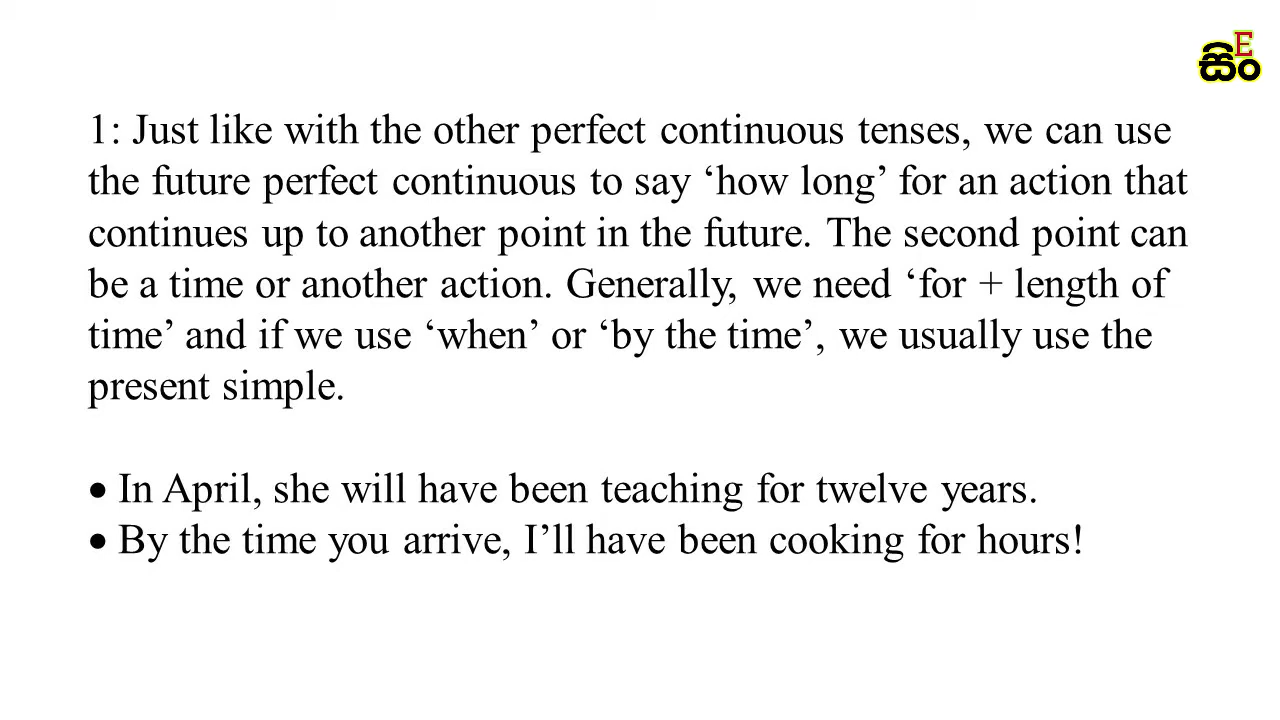 සිංE
1: Just like with the other perfect continuous tenses, we can use
the future perfect continuous to say ‘how long’ for an action that
continues up to another point in the future. The second point can
be a time or another action. Generally, we need ‘for + length of
time’ and if we use ‘when’ or ‘by the time’, we usually use the
present simple.
• In April, she will have been teaching for twelve years.
• By the time you arrive, I’ll have been cooking for hours!